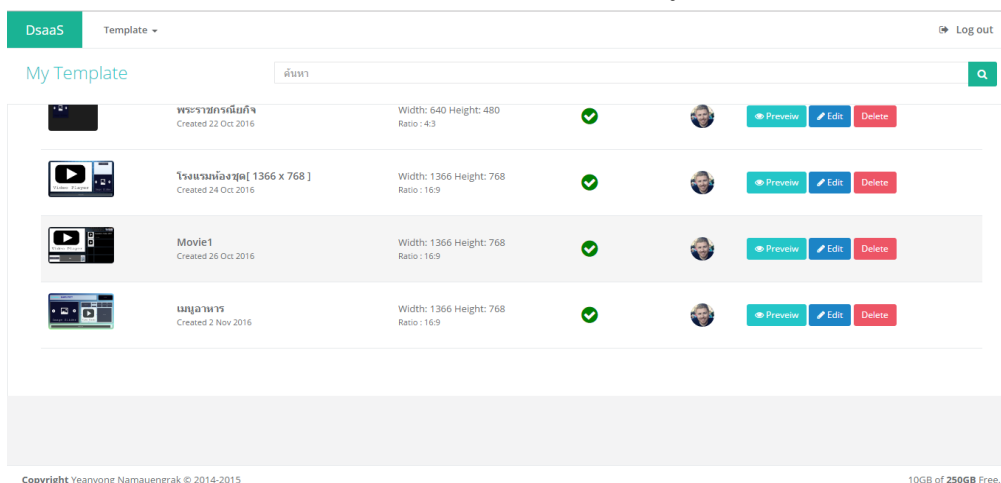 DsaaS Template Log out
My Template ค้นหา
พระราชกรณียกิจ Width: 640 Height: 480
Created 22 Oct 2016 Ratio : 4:3
Preveiw Edit Delete
โรงแรมห้องชุด[ 1366 x 768 ] Width: 1366 Height: 768
Created 24 Oct 2016 Ratio : 16:9
Preveiw Edit Delete
Video Player
Movie1 Width: 1366 Height: 768
Created 26 Oct 2016 Ratio : 16:9
Preveiw Edit Delete
Video Player
เมนูอาหาร Width: 1366 Height: 768
Created 2 Nov 2016 Ratio : 16:9
Preveiw Edit Delete
Copyright Yeanyong Namauengrak © 2014-2015 10GB of 250GB Free.